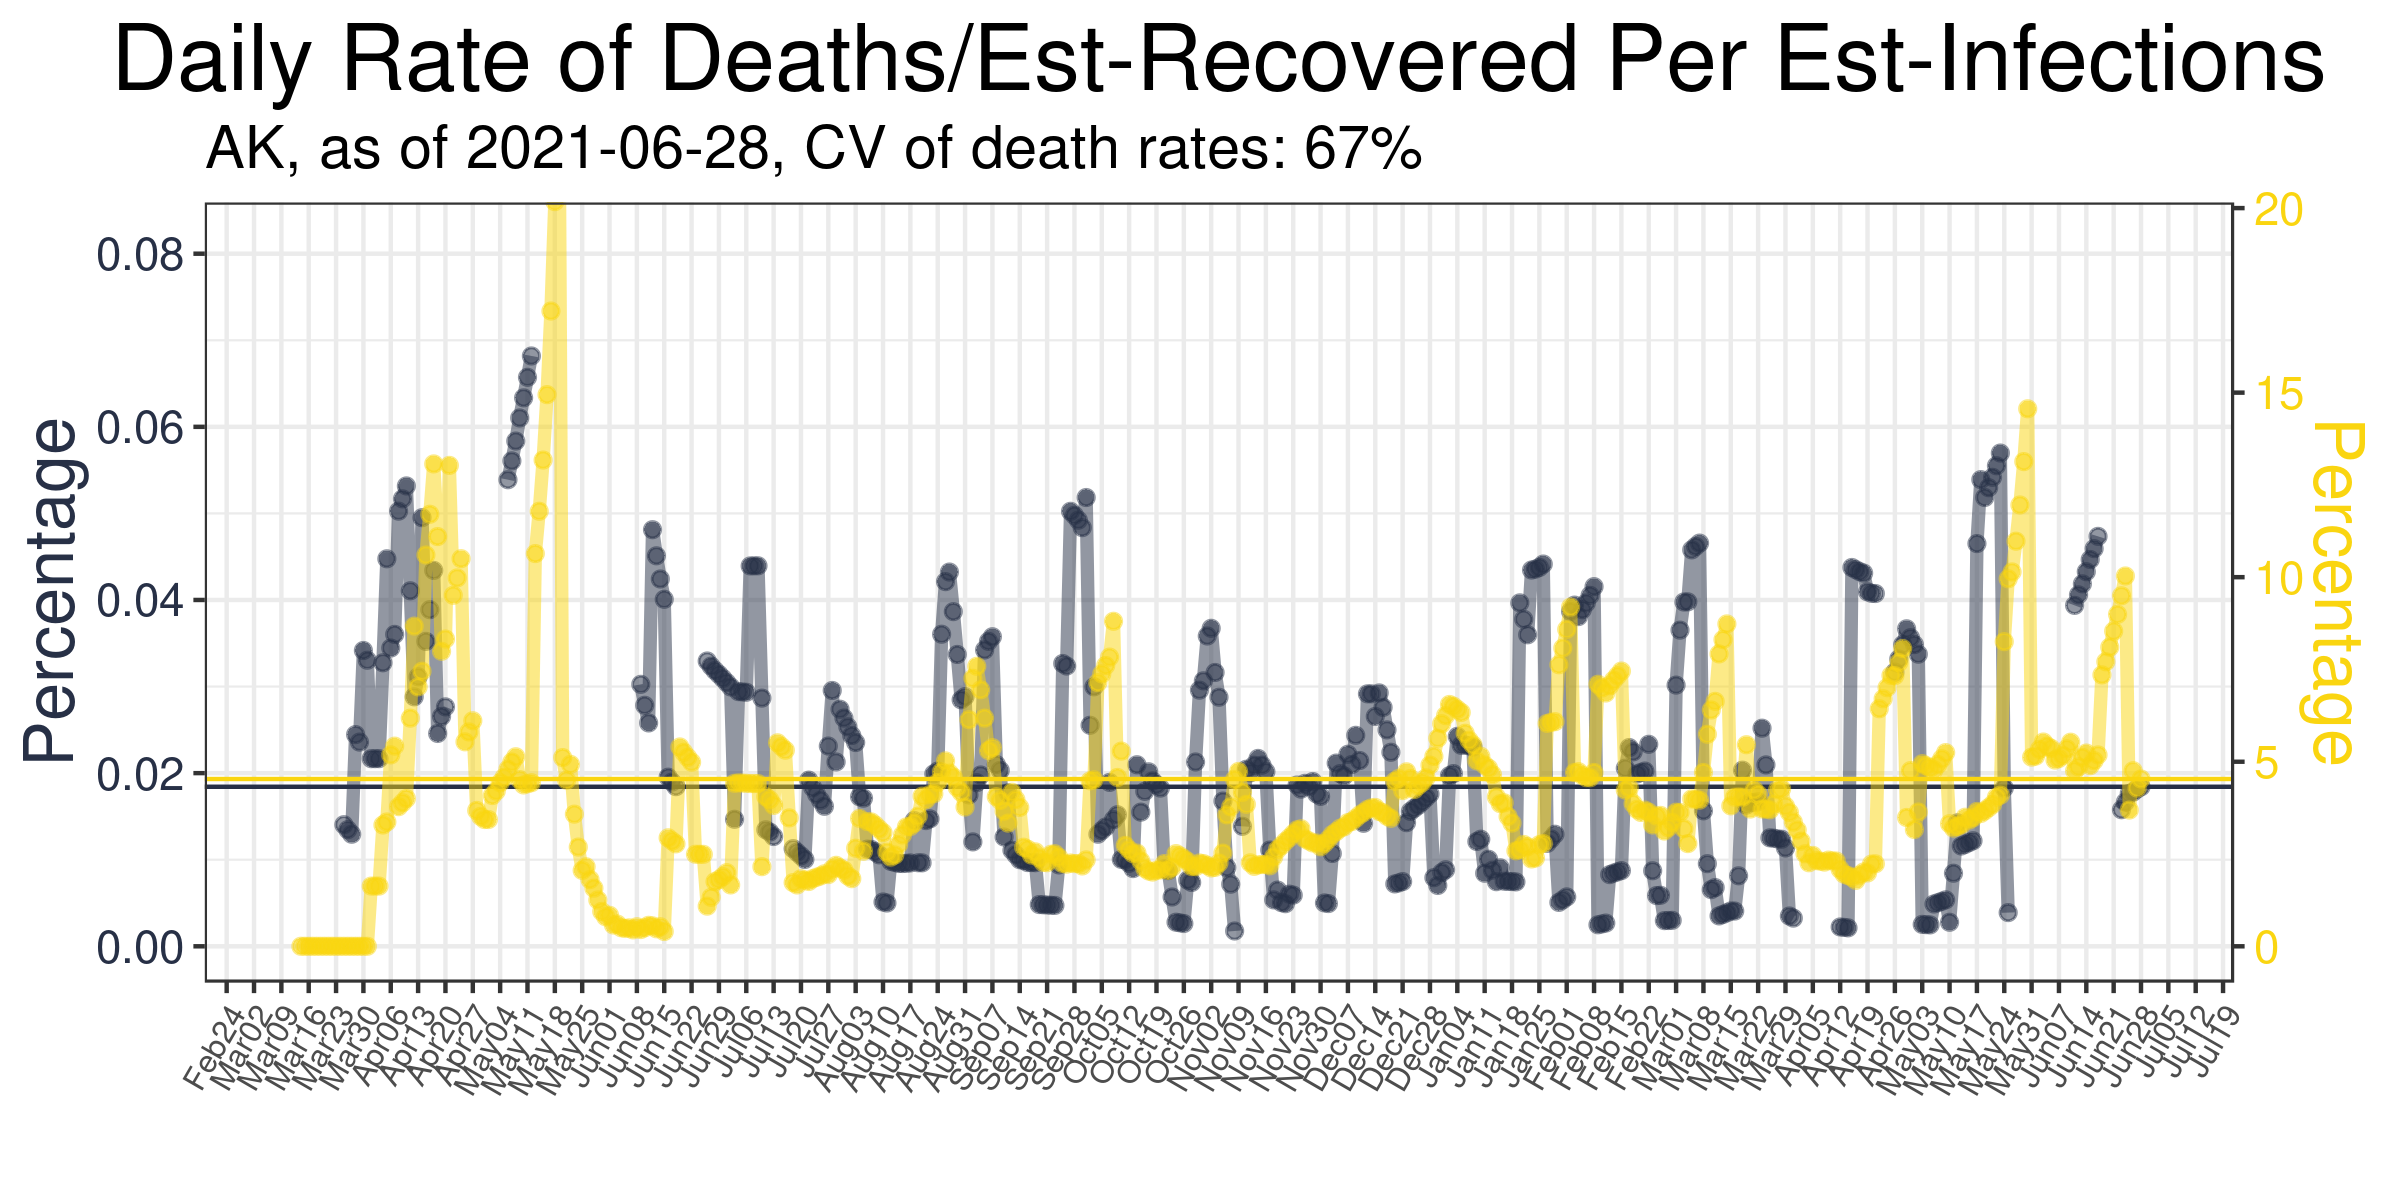 Daily Rate of Deaths/Est-Recovered Per Est-Infections
AK, as of 2021-06-28, CV of death rates: 67%
Percentage
0.08
0.06
0.04
0.02
0.00
20
15
10
5
0
Percentage
Feb24 Mar02 Mar09 Mar16 Mar23 Mar30 Apr06 Apr13 Apr20 Apr27 May04 May11 May18 May25 Jun01 Jun08 Jun15 Jun22 Jun29 Jul06 Jul13 Jul20 Jul27 Aug03 Aug10 Aug17 Aug24 Aug31 Sep07 Sep14 Sep21 Sep28 Oct05 Oct12 Oct19 Oct26 Nov02 Nov09 Nov16 Nov23 Nov30 Dec07 Dec14 Dec21 Dec28 Jan04 Jan11 Jan18 Jan25 Feb01 Feb08 Feb15 Feb22 Mar01 Mar08 Mar15 Mar22 Mar29 Apr05 Apr12 Apr19 Apr26 May03 May10 May17 May24 May31 Jun07 Jun14 Jun21 Jun28 Jul05 Jul12 Jul19